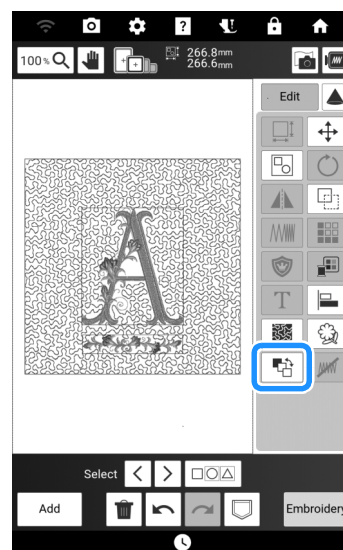 ?
100 %
266.8mm
266.6mm
Edit
A
T
Select
Add
Embroidery